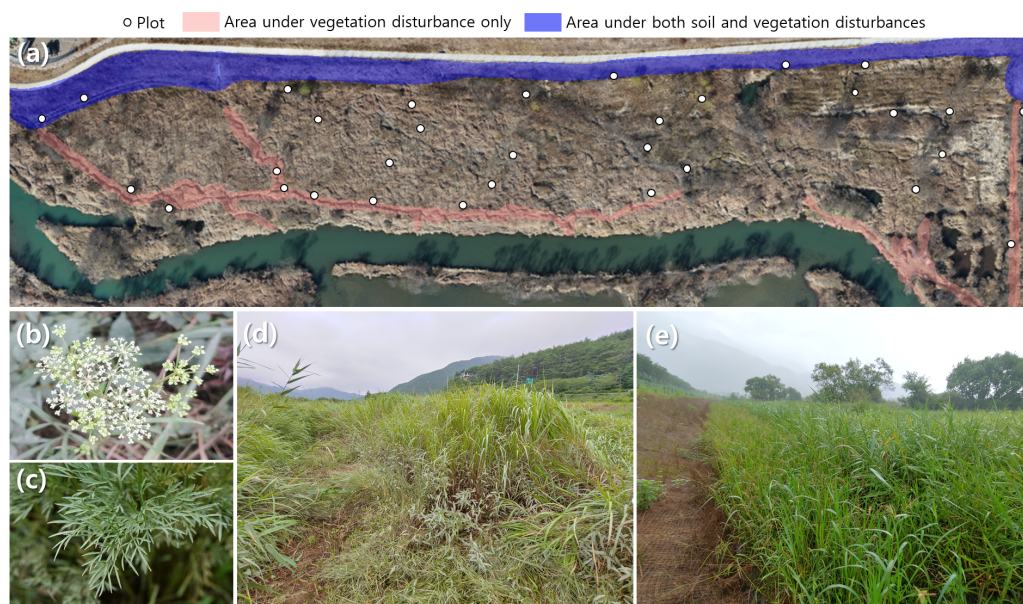 Plot Area under vegetation disturbance only Area under both soil and vegetation disturbances
(a)
(b)
(d)
(e)
(c)